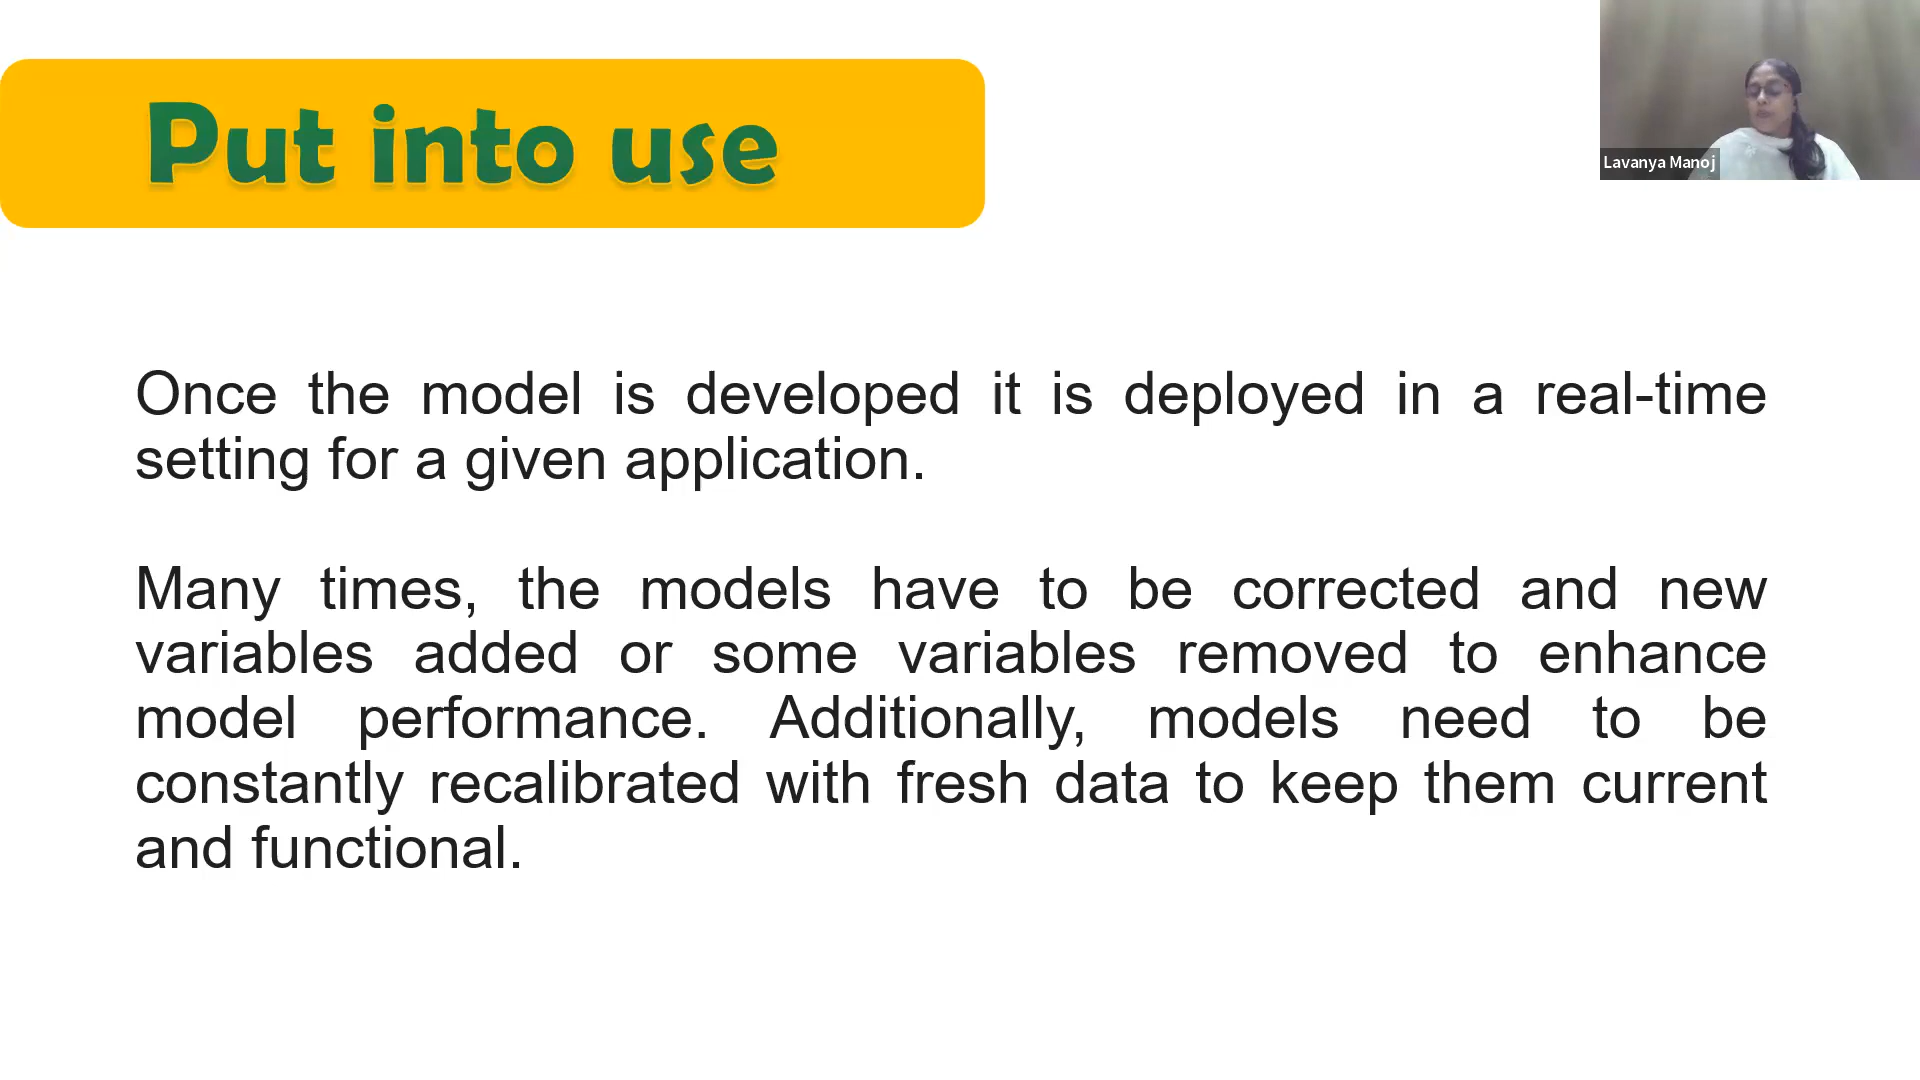 Put into use
Lavanya Manoj
Once the model is developed it is deployed in a real-time
setting for a given application.
Many times, the models have to be corrected and new
variables added or some variables removed to enhance
model performance. Additionally, models need to be
constantly recalibrated with fresh data to keep them current
and functional.